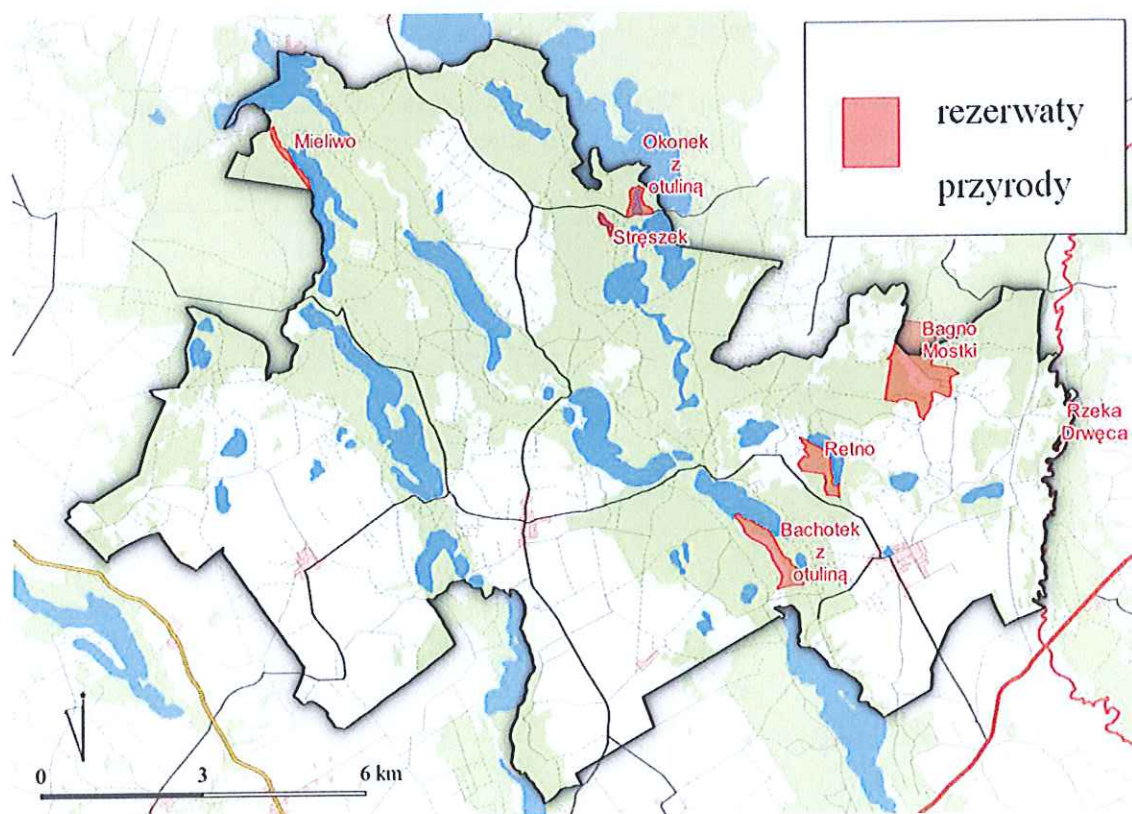 rezerwaty
przyrody
Mieliwo
Okonek
z
otuliną
Stręszek
Bagno
Mostki
Rzeka
Drwęca
Retno
Bachotek
z
otuliną
0 3 6 km